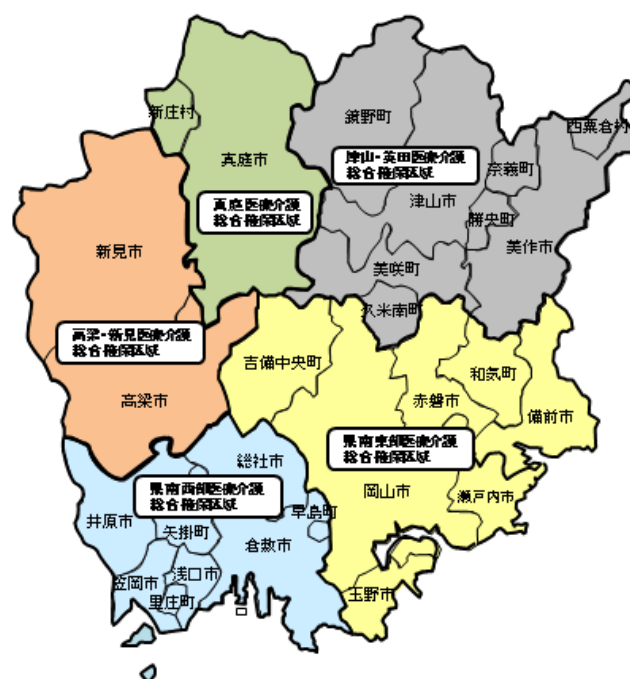 新庄村
真庭市
真庭医療介護
総合確保区域
鏡野町
津山・英田医療介護
総合確保区域
西粟倉村
奈義町
津山市
勝央町
美作市
美咲町
久米南町
新見市
高梁・新見医療介護
総合確保区域
高梁市
吉備中央町
和気町
赤磐市
備前市
県南東部医療介護
総合確保区域
岡山市
瀬戸内市
玉野市
総社市
県南西部医療介護
総合確保区域
早島町
井原市
矢掛町
倉敷市
浅口市
笠岡市
里庄町